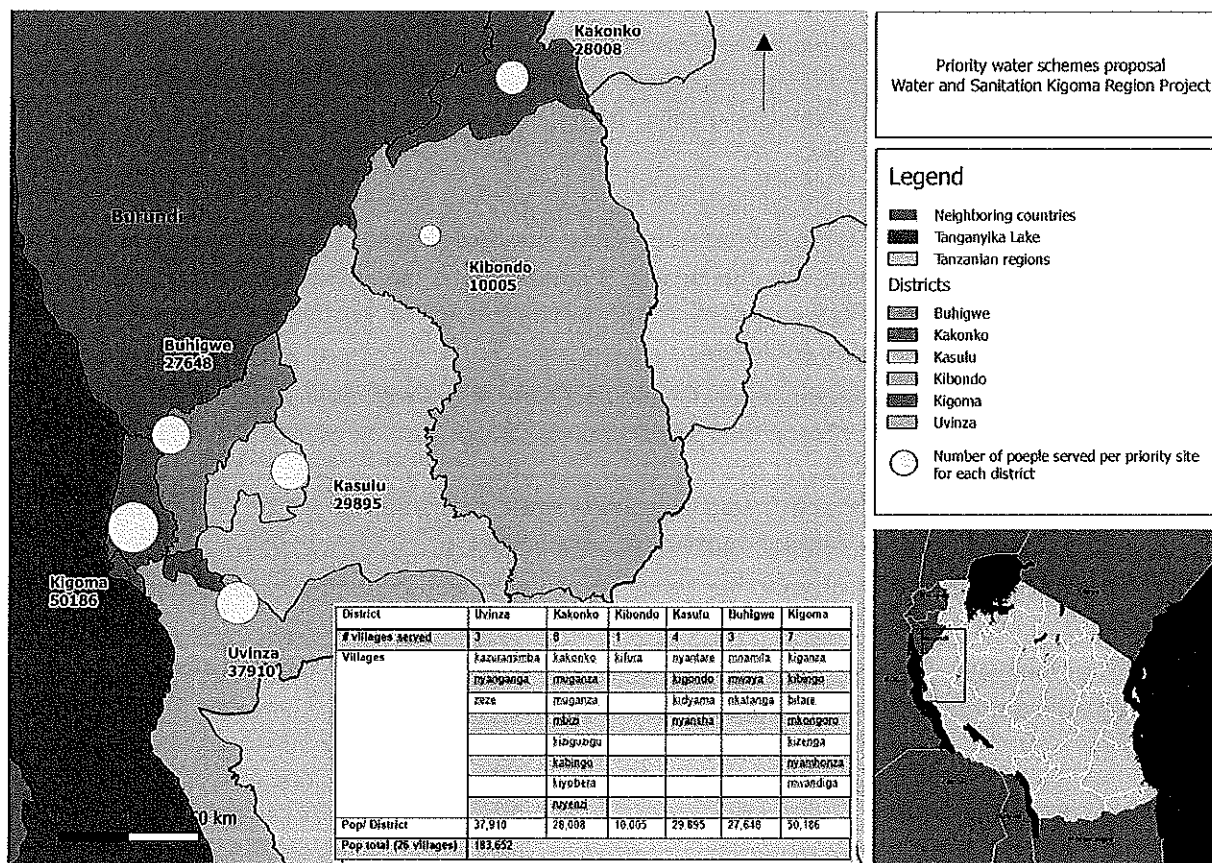 Kakonko
28008
Burundi
Kibondo
10005
Buhigwe
27648
Kasulu
29895
Kigoma
50186
Uvinza
37910
0 km
District Uvinza Kakonko Kibondo Kasulu Buhigwe Kigoma
# villages served 3 8 1 4 3 7
Villages kazuramimba kakonko kifura nyantare mnamila kiganza
nyanganga muganza kigondo mwaya kibingo
zeze muganza kidyama nkatanga bitare
mbizi nyansha mkongoro
kiziguzigu kizenga
kabingo nyamhonza
kiyobera mwandiga
ruyenzi
Pop/ District 37,910 28,008 10,005 29,895 27,648 50,186
Pop total (26 villages) 183,652
Priority water schemes proposal
Water and Sanitation Kigoma Region Project
Legend
Neighboring countries
Tanganyika Lake
Tanzanian regions
Districts
Buhigwe
Kakonko
Kasulu
Kibondo
Kigoma
Uvinza
Number of poeple served per priority site
for each district